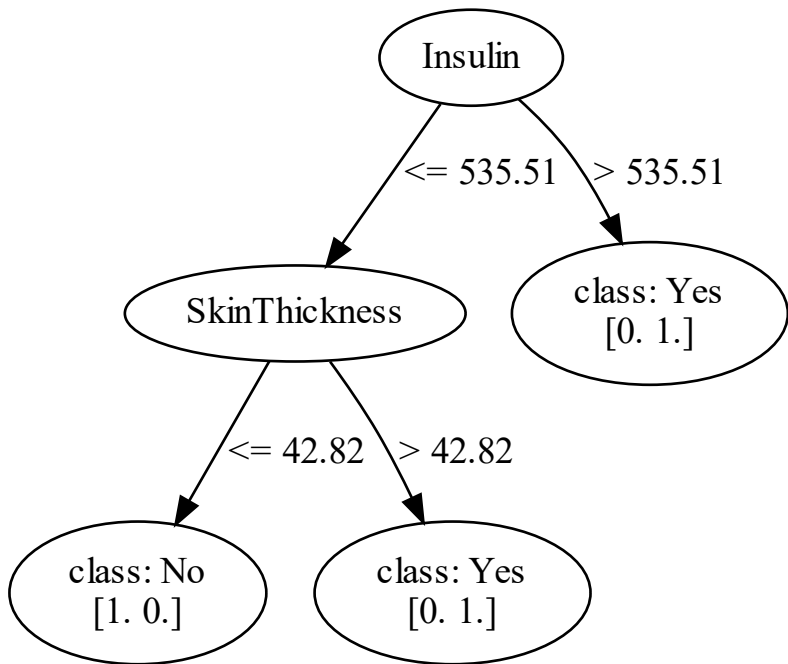 Insulin
<= 535.51
> 535.51
SkinThickness
class: Yes
[0. 1.]
<= 42.82
> 42.82
class: No
[1. 0.]
class: Yes
[0. 1.]